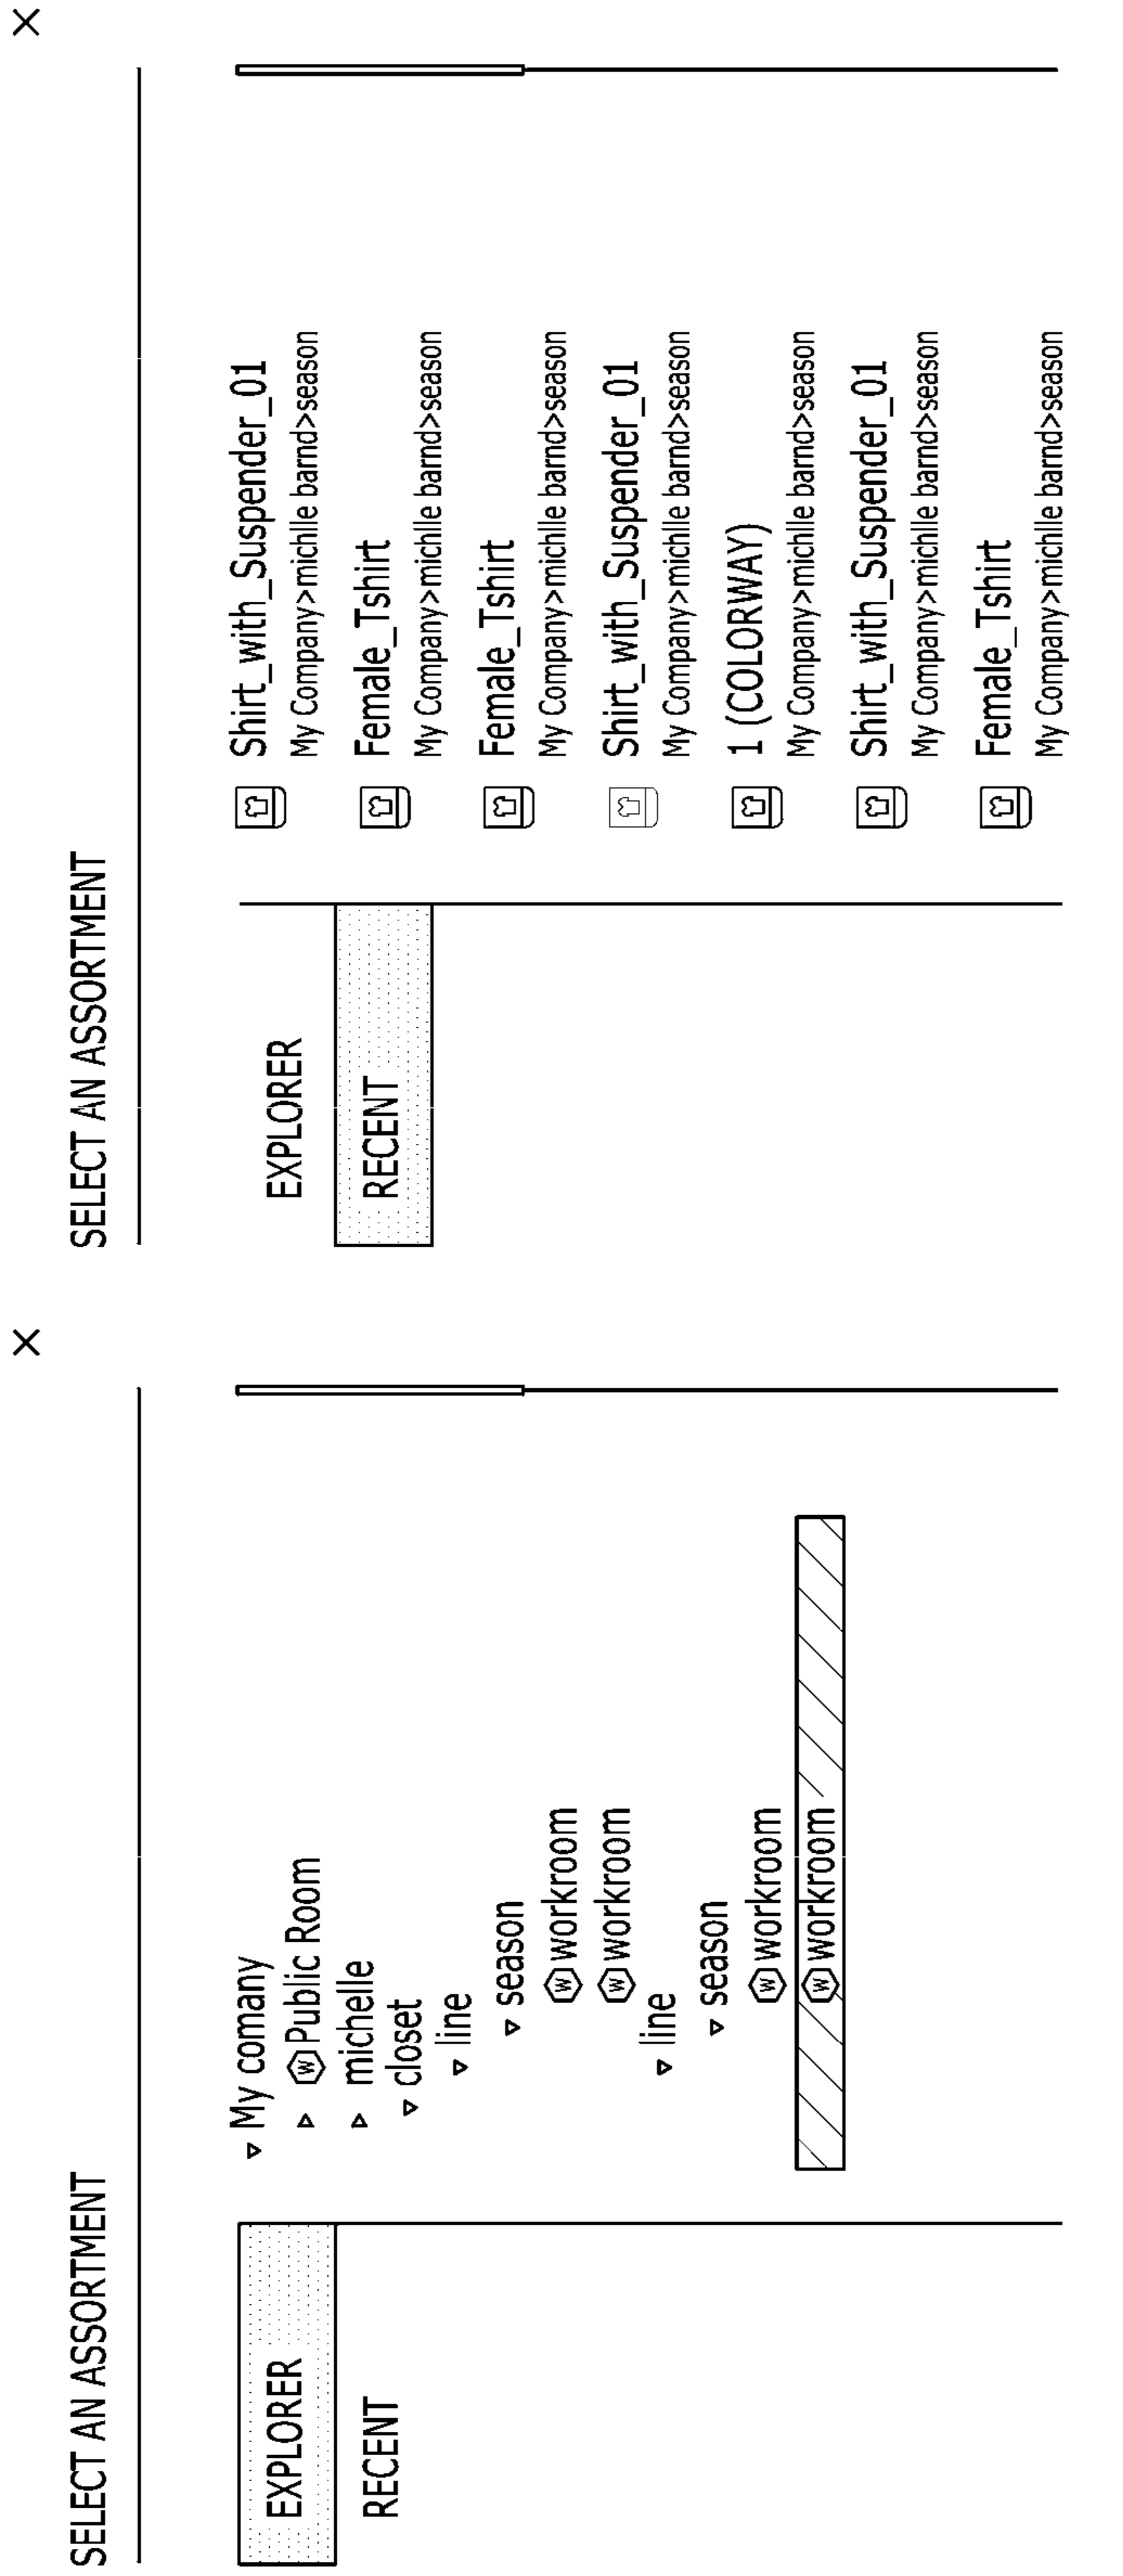 SELECT AN ASSORTMENT
EXPLORER
RECENT
My comany
Public Room
michelle
closet
line
season
workroom
workroom
line
season
workroom
workroom
SELECT AN ASSORTMENT
EXPLORER
RECENT
Shirt_with_Suspender_01
My Company>michlle barnd>season
Female_Tshirt
My Company>michlle barnd>season
Female_Tshirt
My Company>michlle barnd>season
Shirt_with_Suspender_01
My Company>michlle barnd>season
1 (COLORWAY)
My Company>michlle barnd>season
Shirt_with_Suspender_01
My Company>michlle barnd>season
Female_Tshirt
My Company>michlle barnd>season